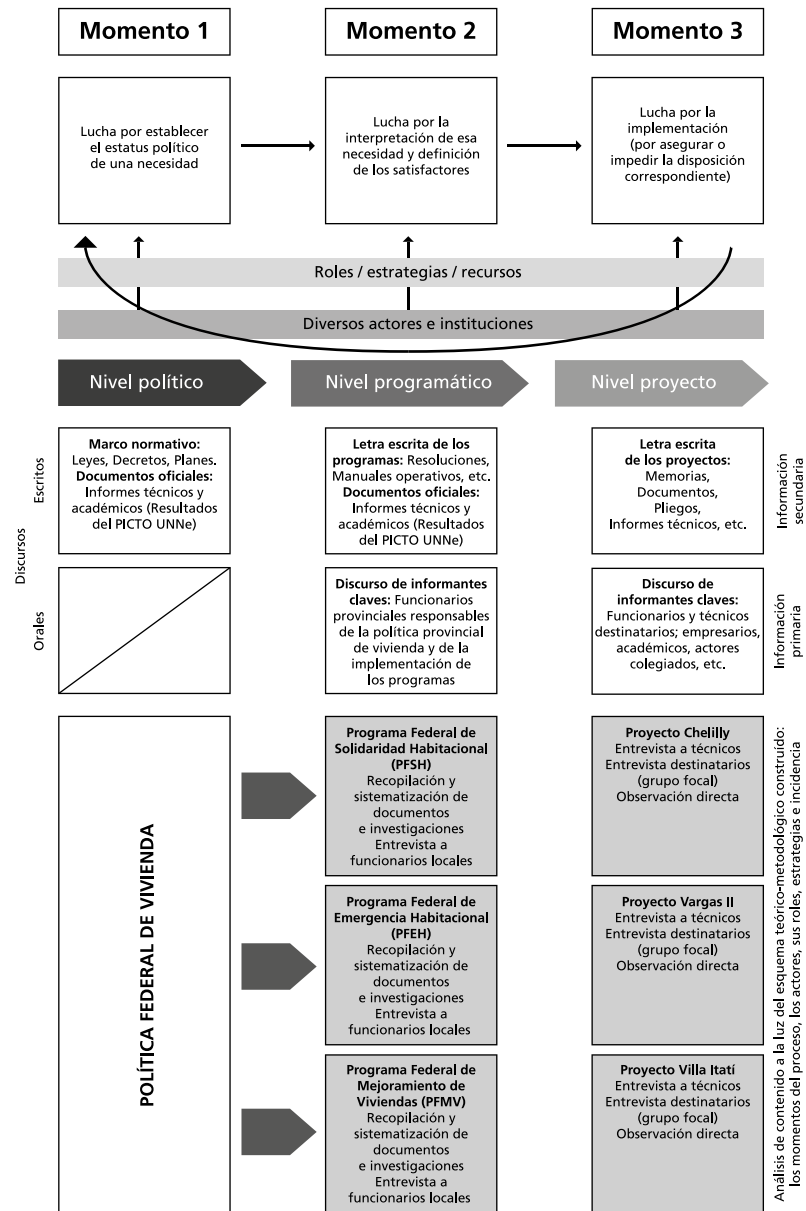 Momento 1
Momento 2
Momento 3
Lucha por establecer
el estatus político
de una necesidad
Lucha por la
interpretación de esa
necesidad y definición
de los satisfactores
Lucha por la
implementación
(por asegurar o
impedir la disposición
correspondiente)
Roles / estrategias / recursos
Diversos actores e instituciones
Nivel político
Nivel programático
Nivel proyecto
Discursos
Escritos
Marco normativo:
Leyes, Decretos, Planes.
Documentos oficiales:
Informes técnicos y
académicos (Resultados
del PICTO UNNe)
Letra escrita de los
programas: Resoluciones,
Manuales operativos, etc.
Documentos oficiales:
Informes técnicos y
académicos (Resultados
del PICTO UNNe)
Letra escrita
de los proyectos:
Memorias,
Documentos,
Pliegos,
Informes técnicos, etc.
Información
secundaria
Orales
Discurso de informantes
claves: Funcionarios
provinciales responsables
de la política provincial
de vivienda y de la
implementación de
los programas
Discurso de
informantes claves:
Funcionarios y técnicos
destinatarios; empresarios,
académicos, actores
colegiados, etc.
Información
primaria
POLÍTICA FEDERAL DE VIVIENDA
Programa Federal de
Solidaridad Habitacional
(PFSH)
Recopilación y
sistematización de
documentos
e investigaciones
Entrevista a
funcionarios locales
Proyecto Chelilly
Entrevista a técnicos
Entrevista destinatarios
(grupo focal)
Observación directa
Programa Federal de
Emergencia Habitacional
(PFEH)
Recopilación y
sistematización de
documentos
e investigaciones
Entrevista a
funcionarios locales
Proyecto Vargas II
Entrevista a técnicos
Entrevista destinatarios
(grupo focal)
Observación directa
Programa Federal de
Mejoramiento de
Viviendas (PFMV)
Recopilación y
sistematización de
documentos
e investigaciones
Entrevista a
funcionarios locales
Proyecto Villa Itatí
Entrevista a técnicos
Entrevista destinatarios
(grupo focal)
Observación directa
Análisis de contenido a la luz del esquema teórico-metodológico construído:
los momentos del proceso, los actores, sus roles, estrategias e incidencia